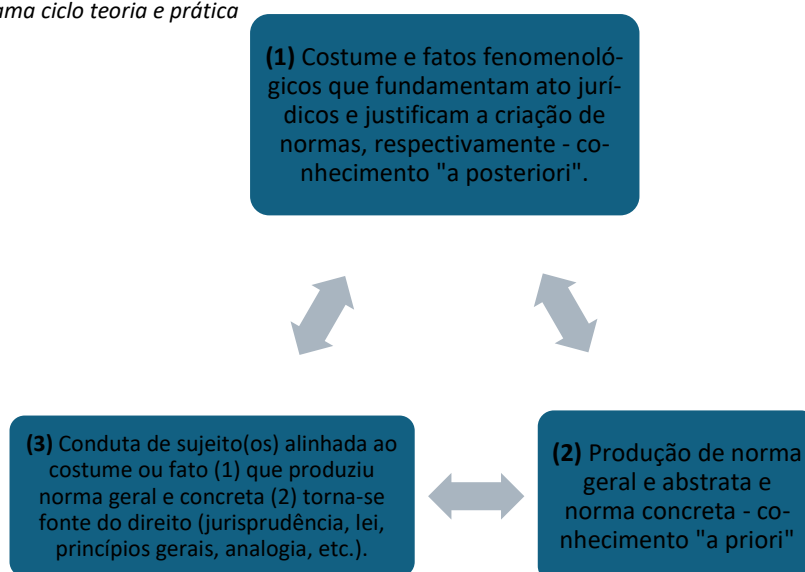 ama ciclo teoria e prática
(1) Costume e fatos fenomenoló-
gicos que fundamentam ato jurí-
dicos e justificam a criação de
normas, respectivamente - co-
nhecimento "a posteriori".
(3) Conduta de sujeito(os) alinhada ao
costume ou fato (1) que produziu
norma geral e concreta (2) torna-se
fonte do direito (jurisprudência, lei,
princípios gerais, analogia, etc.).
(2) Produção de norma
geral e abstrata e
norma concreta - co-
nhecimento "a priori"